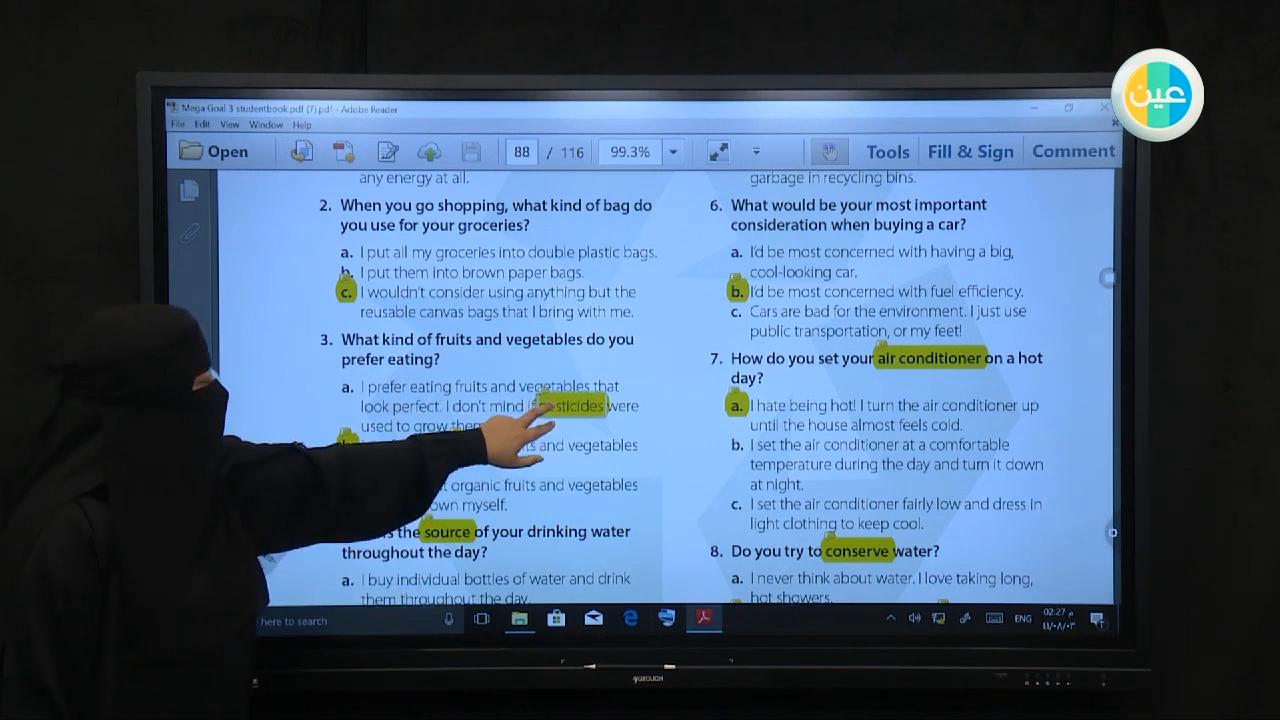 عين
Mega Goal 3 studentbook.pdf (7).pdf - Adobe Reader
File Edit View Window Help
Open
88 / 116
99.3%
Tools Fill & Sign Comment
any energy at all.
2. When you go shopping, what kind of bag do
you use for your groceries?
a. I put all my groceries into double plastic bags.
b. I put them into brown paper bags.
c. I wouldn't consider using anything but the
reusable canvas bags that I bring with me.
3. What kind of fruits and vegetables do you
prefer eating?
a. I prefer eating fruits and vegetables that
look perfect. I don't mind if pesticides were
used to grow them
and vegetables
organic fruits and vegetables
myself.
the source of your drinking water
throughout the day?
a. I buy individual bottles of water and drink
them throughout the day.
garbage in recycling bins.
6. What would be your most important
consideration when buying a car?
a. I'd be most concerned with having a big,
cool-looking car.
b. I'd be most concerned with fuel efficiency.
c. Cars are bad for the environment. I just use
public transportation, or my feet!
7. How do you set your air conditioner on a hot
day?
a. I hate being hot! I turn the air conditioner up
until the house almost feels cold.
b. I set the air conditioner at a comfortable
temperature during the day and turn it down
at night.
c. I set the air conditioner fairly low and dress in
light clothing to keep cool.
8. Do you try to conserve water?
a. I never think about water. I love taking long,
hot showers.
here to search
ENG
02:27 م
٤١/٠٨/٠٣